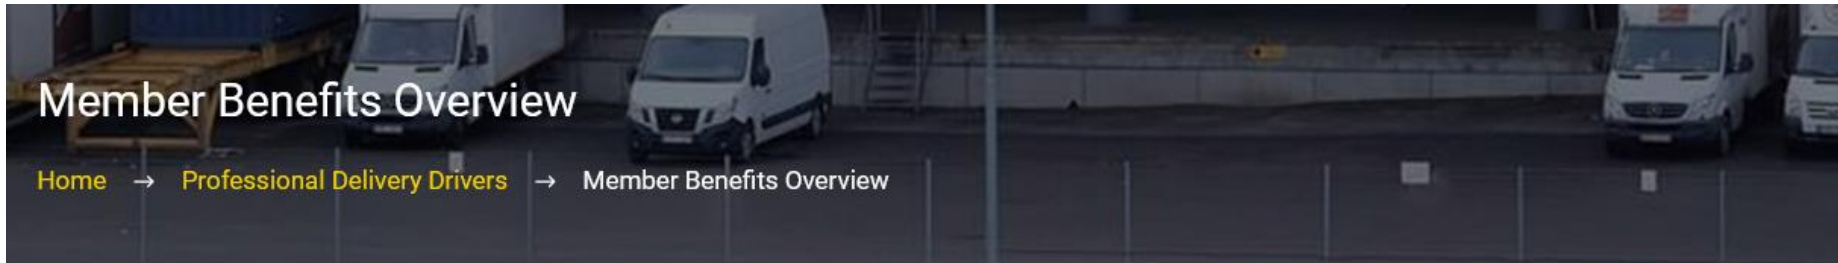 Member Benefits Overview
Home → Professional Delivery Drivers → Member Benefits Overview